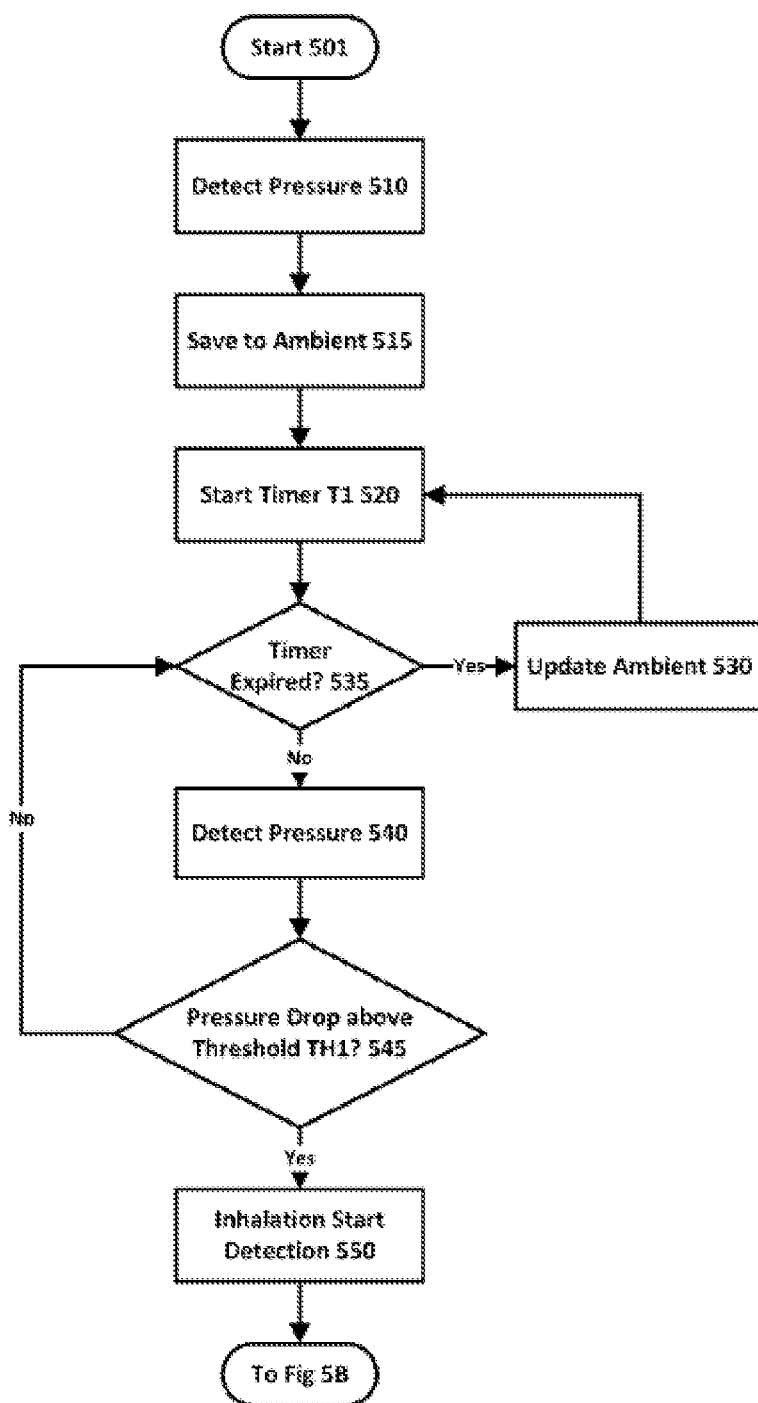 Start 501
Detect Pressure 510
Save to Ambient 515
Start Timer T1 520
Timer
Expired? 535
Yes
Update Ambient 530
No
Detect Pressure 540
No
Pressure Drop above
Threshold TH1? 545
Yes
Inhalation Start
Detection 550
To Fig 5B